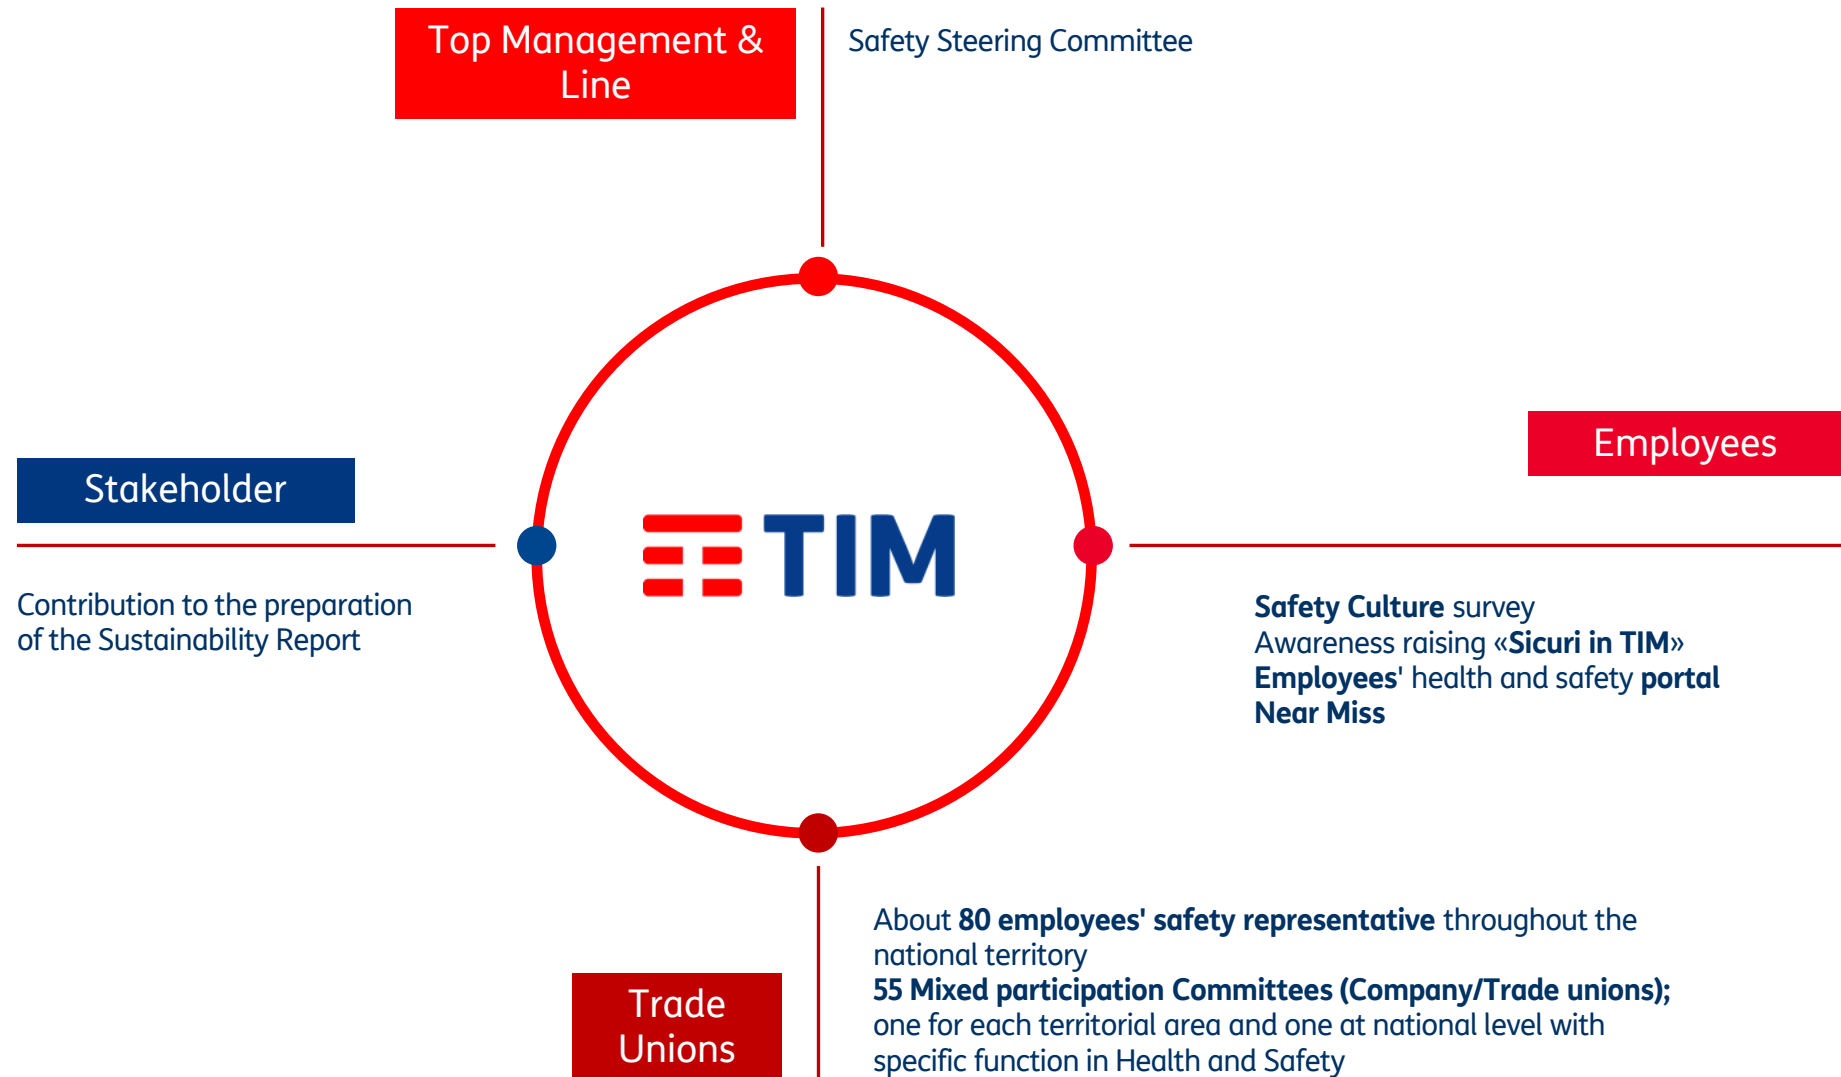 Top Management &
Line
Safety Steering Committee
Employees
Stakeholder
TIM
Contribution to the preparation
of the Sustainability Report
Safety Culture survey
Awareness raising «Sicuri in TIM»
Employees' health and safety portal
Near Miss
About 80 employees' safety representative throughout the
national territory
55 Mixed participation Committees (Company/Trade unions);
one for each territorial area and one at national level with
specific function in Health and Safety
Trade
Unions